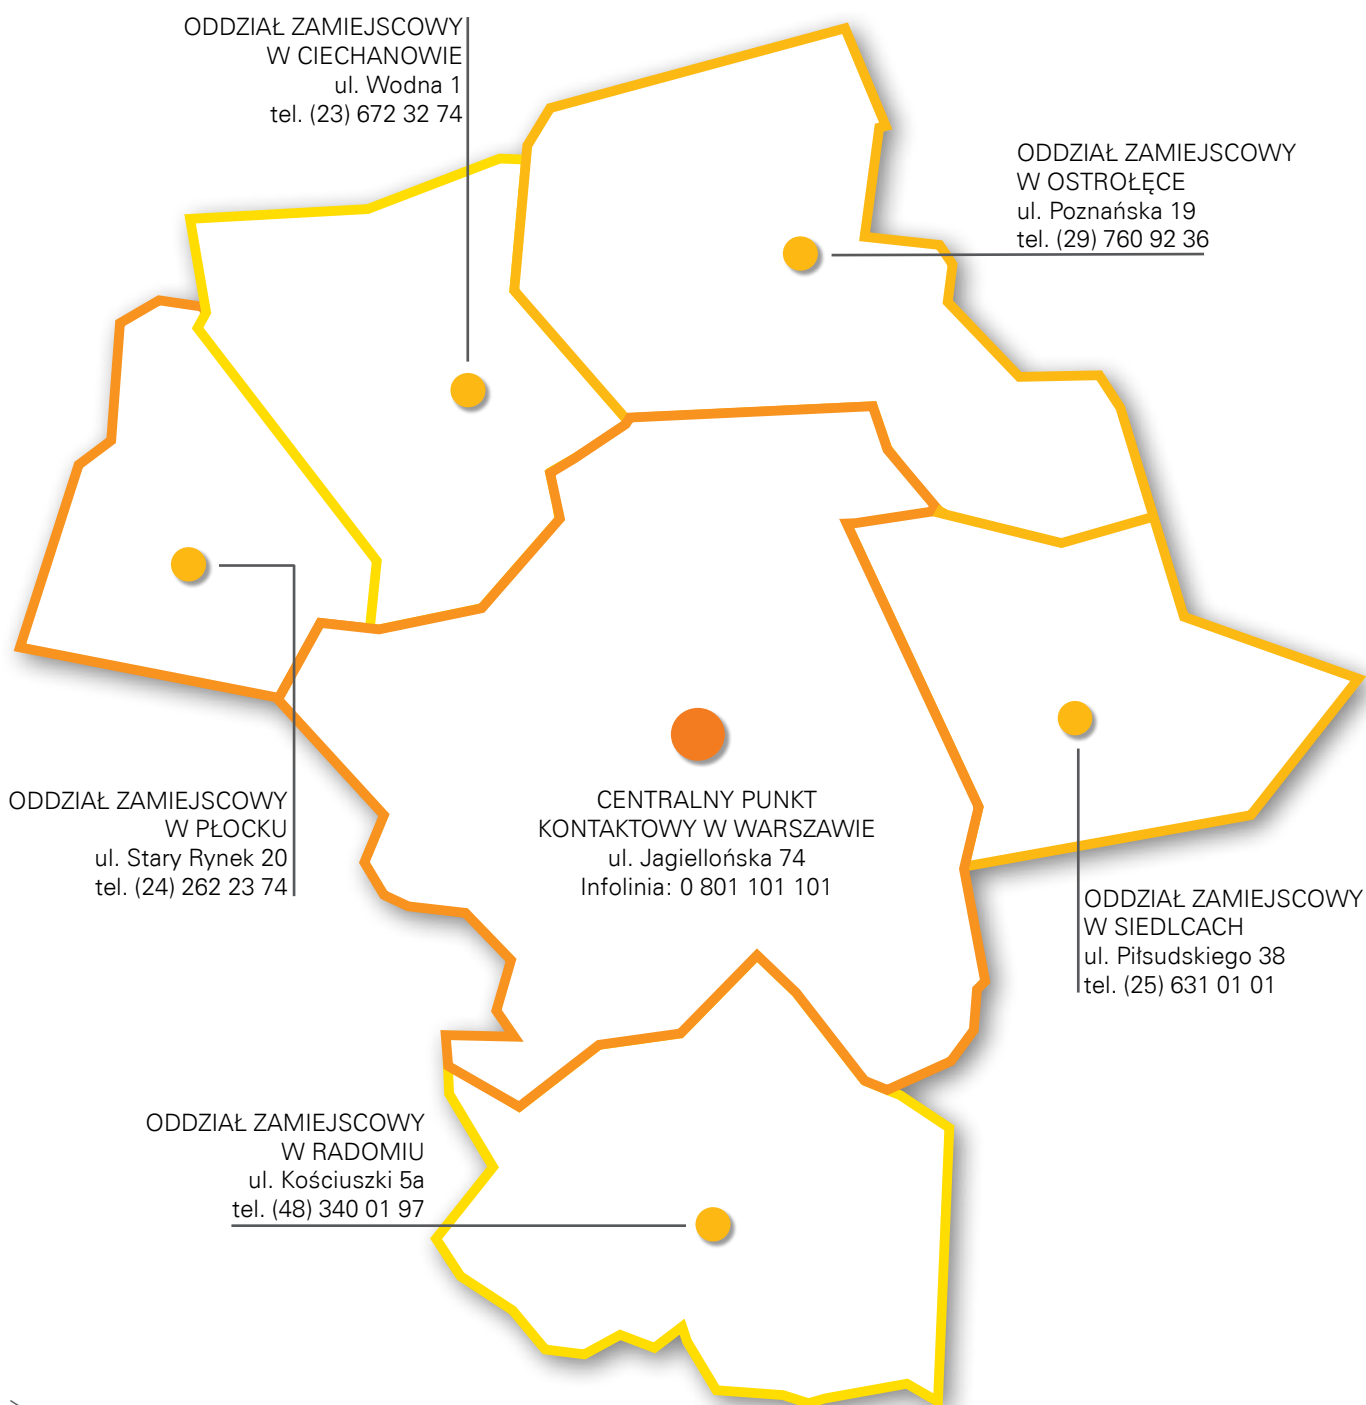 ODDZIAŁ ZAMIEJSCOWY
W CIECHANOWIE
ul. Wodna 1
tel. (23) 672 32 74
ODDZIAŁ ZAMIEJSCOWY
W OSTROŁĘCE
ul. Poznańska 19
tel. (29) 760 92 36
ODDZIAŁ ZAMIEJSCOWY
W PŁOCKU
ul. Stary Rynek 20
tel. (24) 262 23 74
CENTRALNY PUNKT
KONTAKTOWY W WARSZAWIE
ul. Jagiellońska 74
Infolinia: 0 801 101 101
ODDZIAŁ ZAMIEJSCOWY
W SIEDLCACH
ul. Piłsudskiego 38
tel. (25) 631 01 01
ODDZIAŁ ZAMIEJSCOWY
W RADOMIU
ul. Kościuszki 5a
tel. (48) 340 01 97